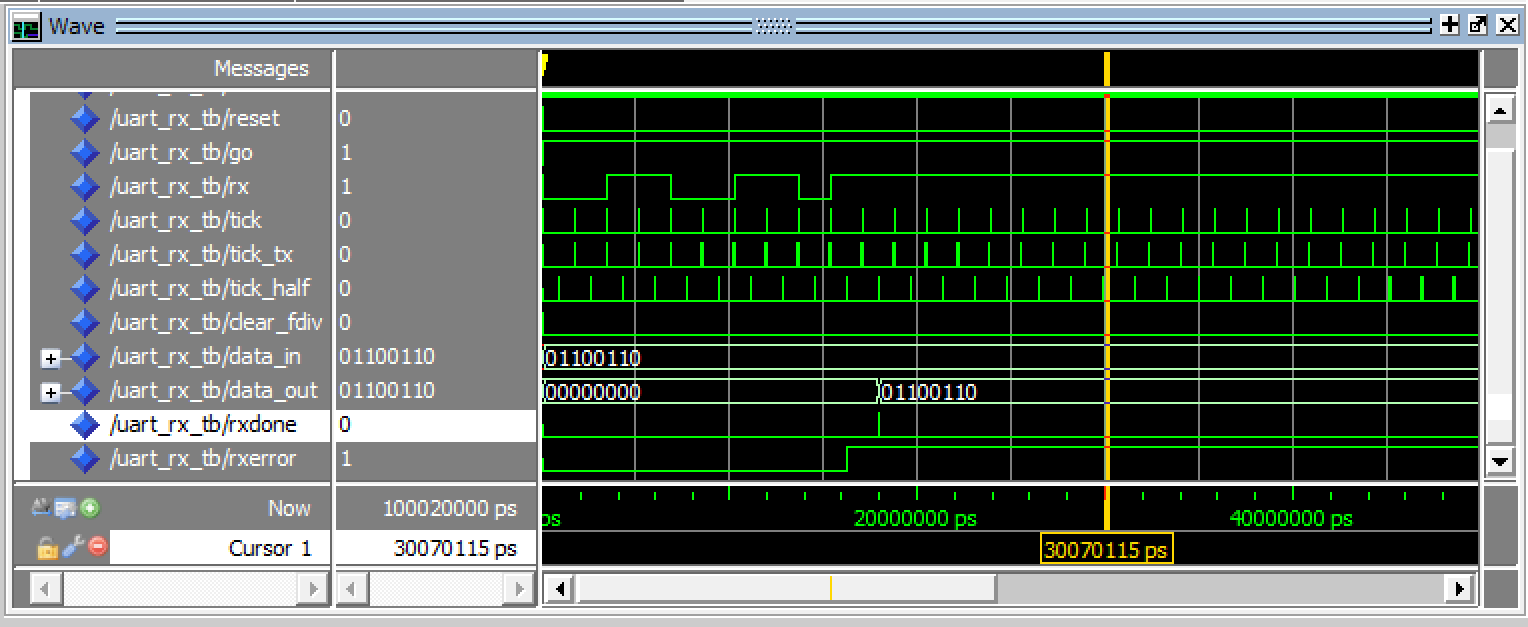 Wave
Messages
/uart_rx_tb/reset 0
/uart_rx_tb/go 1
/uart_rx_tb/rx 1
/uart_rx_tb/tick 0
/uart_rx_tb/tick_tx 0
/uart_rx_tb/tick_half 0
/uart_rx_tb/clear_fdiv 0
/uart_rx_tb/data_in 01100110 01100110
/uart_rx_tb/data_out 01100110 00000000 01100110
/uart_rx_tb/rxdone 0
/uart_rx_tb/rxerror 1
Now 100020000 ps ps 20000000 ps 40000000 ps
Cursor 1 30070115 ps 30070115 ps